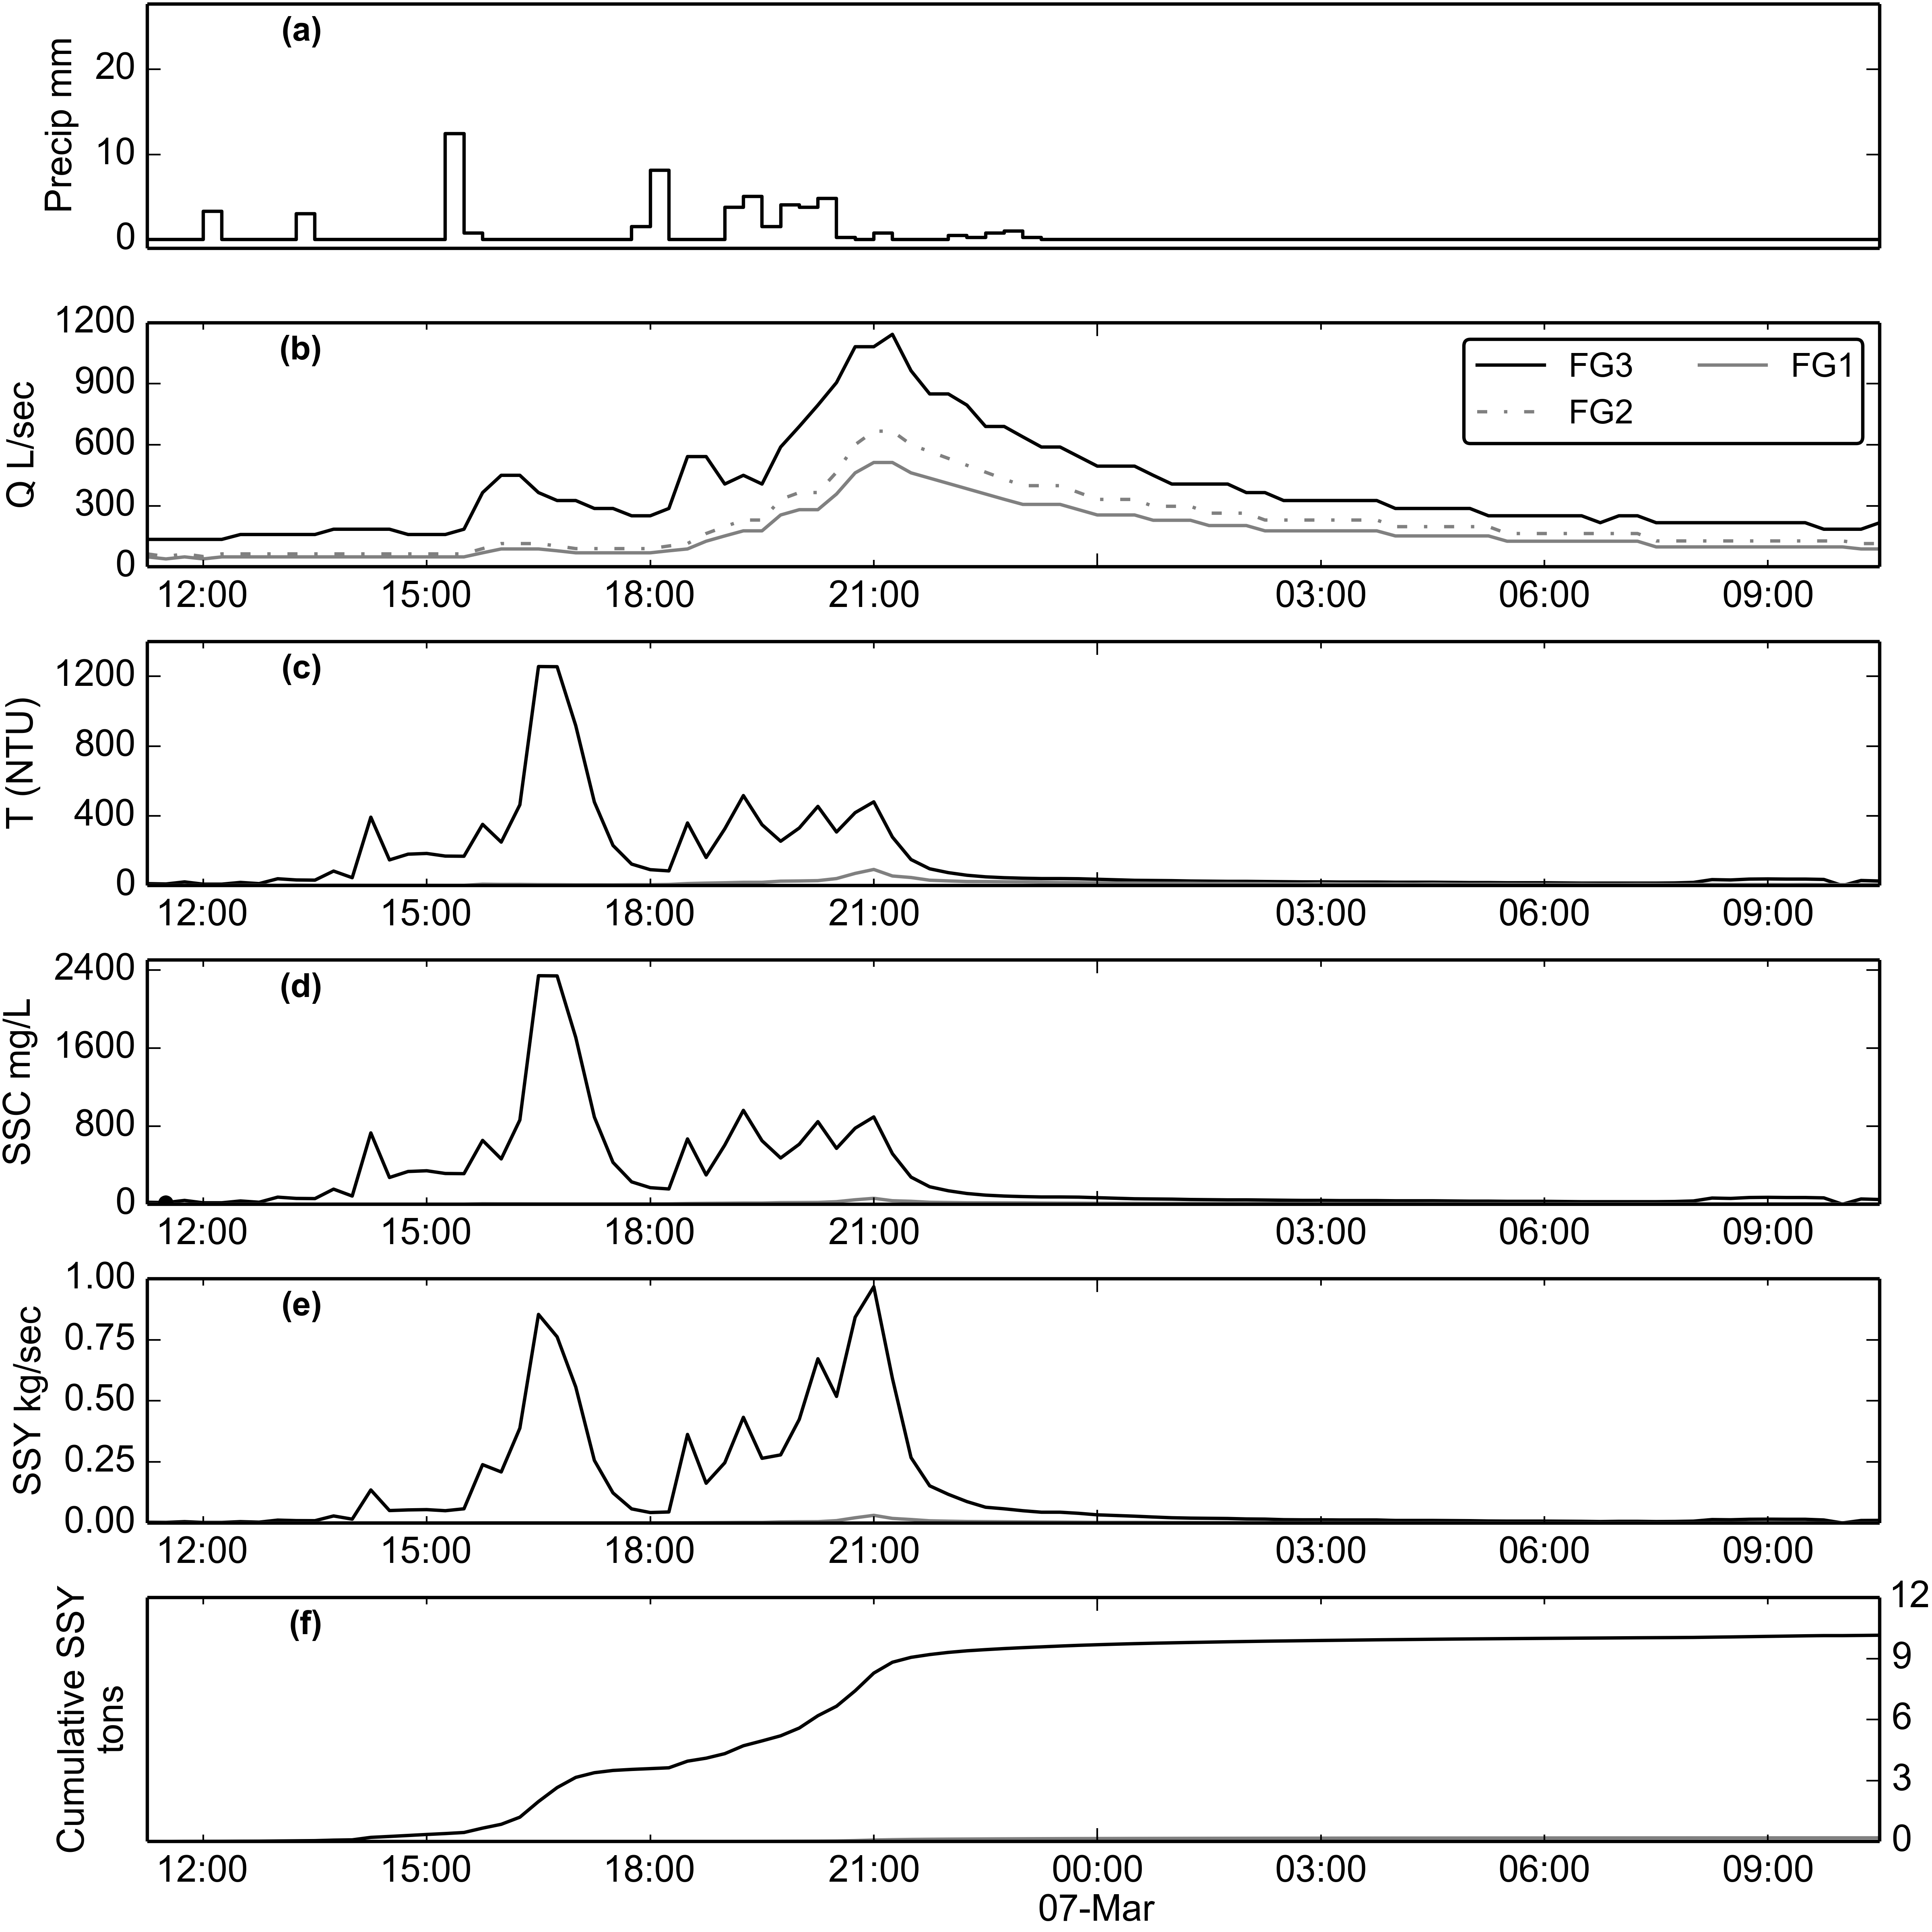 (a)
Precip mm
20
10
0
(b)
Q L/sec
1200
900
600
300
0
FG3 FG1
FG2
12:00 15:00 18:00 21:00 03:00 06:00 09:00
(c)
T (NTU)
1200
800
400
0
12:00 15:00 18:00 21:00 03:00 06:00 09:00
(d)
SSC mg/L
2400
1600
800
0
12:00 15:00 18:00 21:00 03:00 06:00 09:00
(e)
SSY kg/sec
1.00
0.75
0.50
0.25
0.00
12:00 15:00 18:00 21:00 03:00 06:00 09:00
(f)
Cumulative SSY
tons
12
9
6
3
0
12:00 15:00 18:00 21:00 00:00 03:00 06:00 09:00
07-Mar